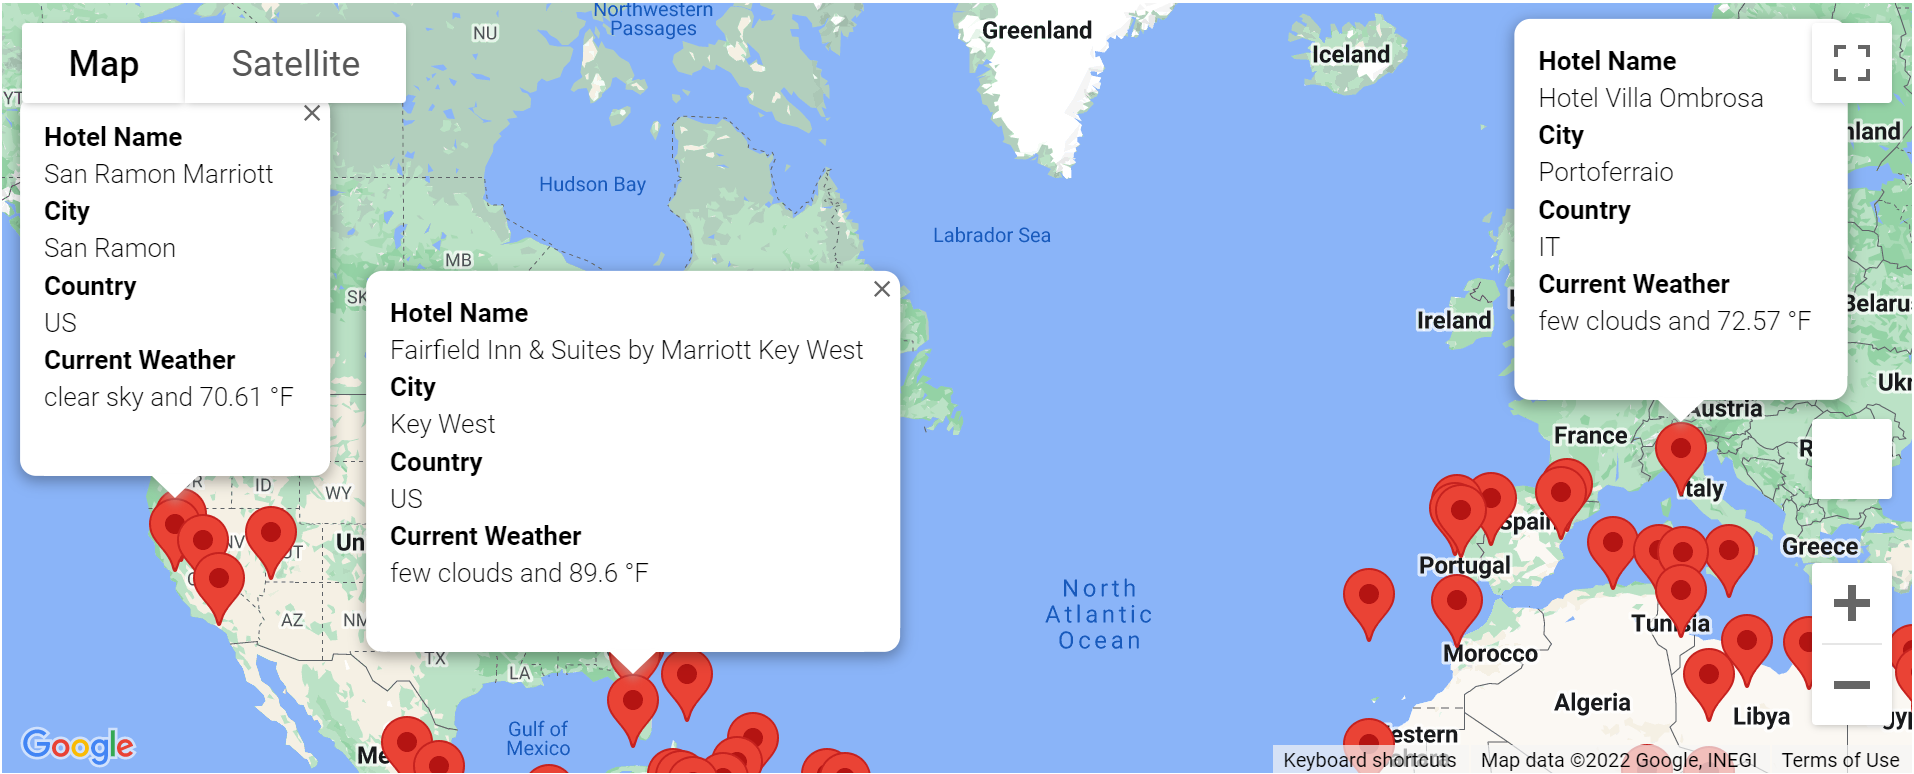 Map
Satellite
Hotel Name
San Ramon Marriott
City
San Ramon
Country
US
Current Weather
clear sky and 70.61 °F
Hotel Name
Fairfield Inn & Suites by Marriott Key West
City
Key West
Country
US
Current Weather
few clouds and 89.6 °F
Hotel Name
Hotel Villa Ombrosa
City
Portoferraio
Country
IT
Current Weather
few clouds and 72.57 °F
Northwestern
Passages
NU
YT
Greenland
Iceland
Hudson Bay
Labrador Sea
MB
SK
Ireland
Belaru
Ukr
nland
Austria
France
Italy
Spain
Portugal
Greece
ID
WY
NV
UT
Un
AZ
NM
TX
LA
North
Atlantic
Ocean
Tunisia
Morocco
Algeria
Libya
estern
Gulf of
Mexico
Me
Google
Keyboard shortcuts
Map data ©2022 Google, INEGI
Terms of Use